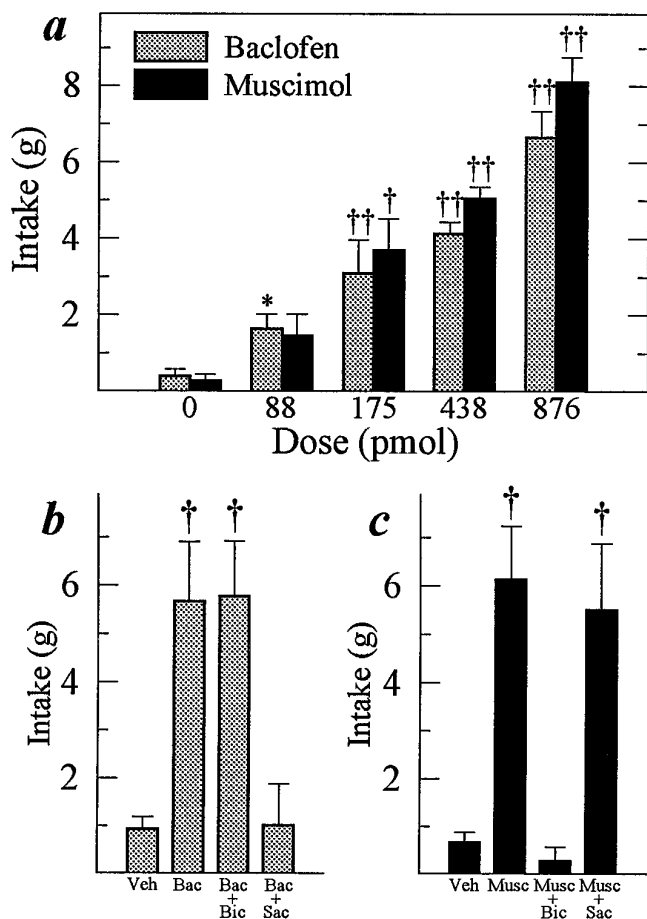 a
Baclofen
Muscimol
†† ††
††
††
††
†† †
*
8
6
4
2
Intake (g)
0 88 175 438 876
Dose (pmol)
b
† †
6
4
2
Intake (g)
Veh Bac Bac + Bic Bac + Sac
c
† †
6
4
2
Intake (g)
Veh Musc Musc + Bic Musc + Sac